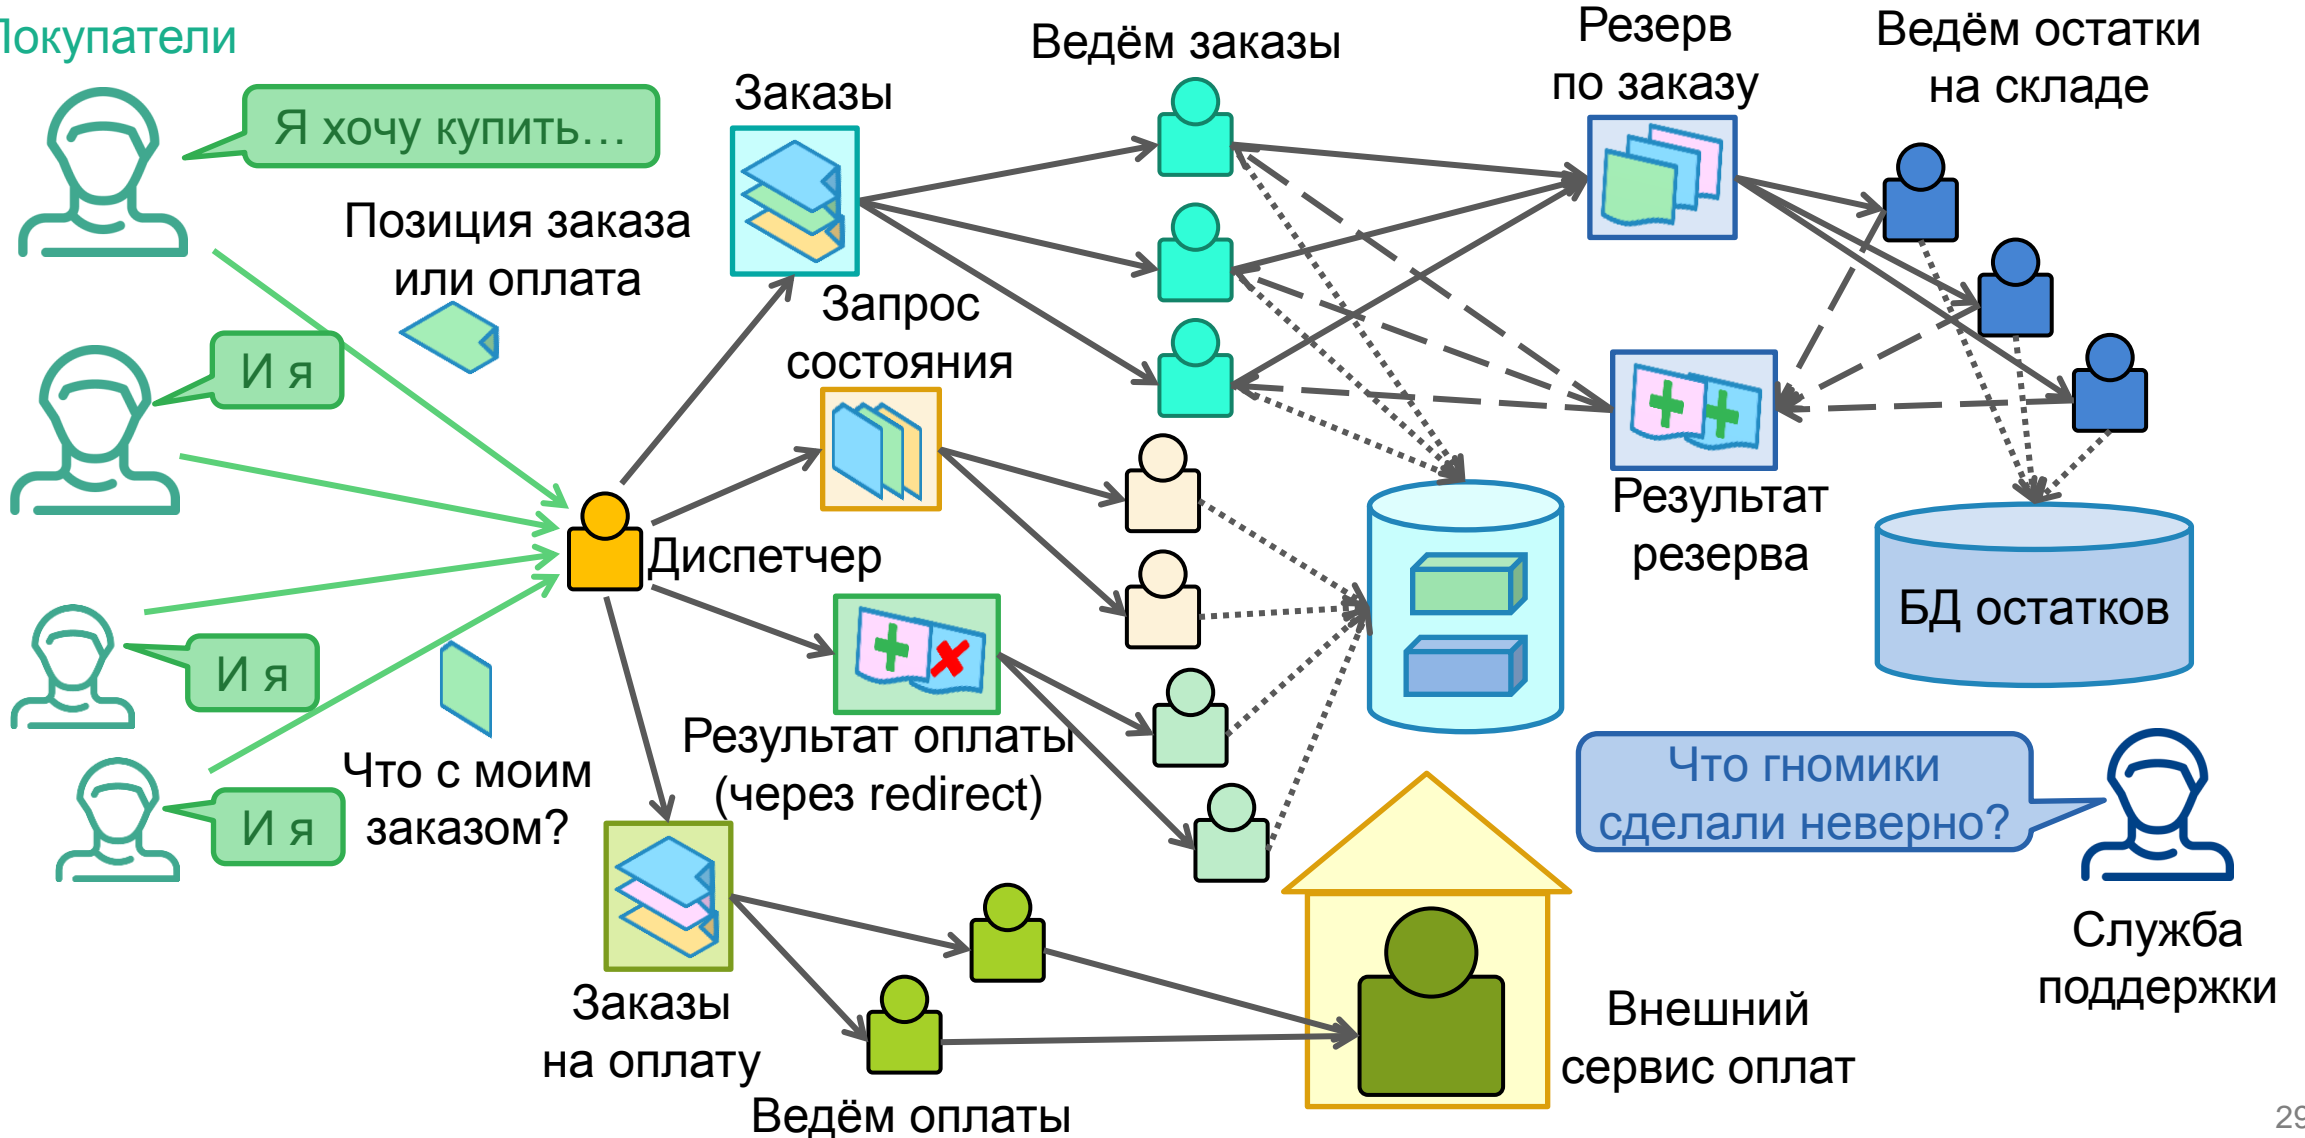 Покупатели
Я хочу купить…
И я
И я
И я
Позиция заказа
или оплата
Что с моим
заказом?
Диспетчер
Заказы
Запрос
состояния
Результат оплаты
(через redirect)
Заказы
на оплату
Ведём оплаты
Ведём заказы
Резерв
по заказу
Ведём остатки
на складе
Результат
резерва
БД остатков
Что гномики
сделали неверно?
Служба
поддержки
Внешний
сервис оплат
29